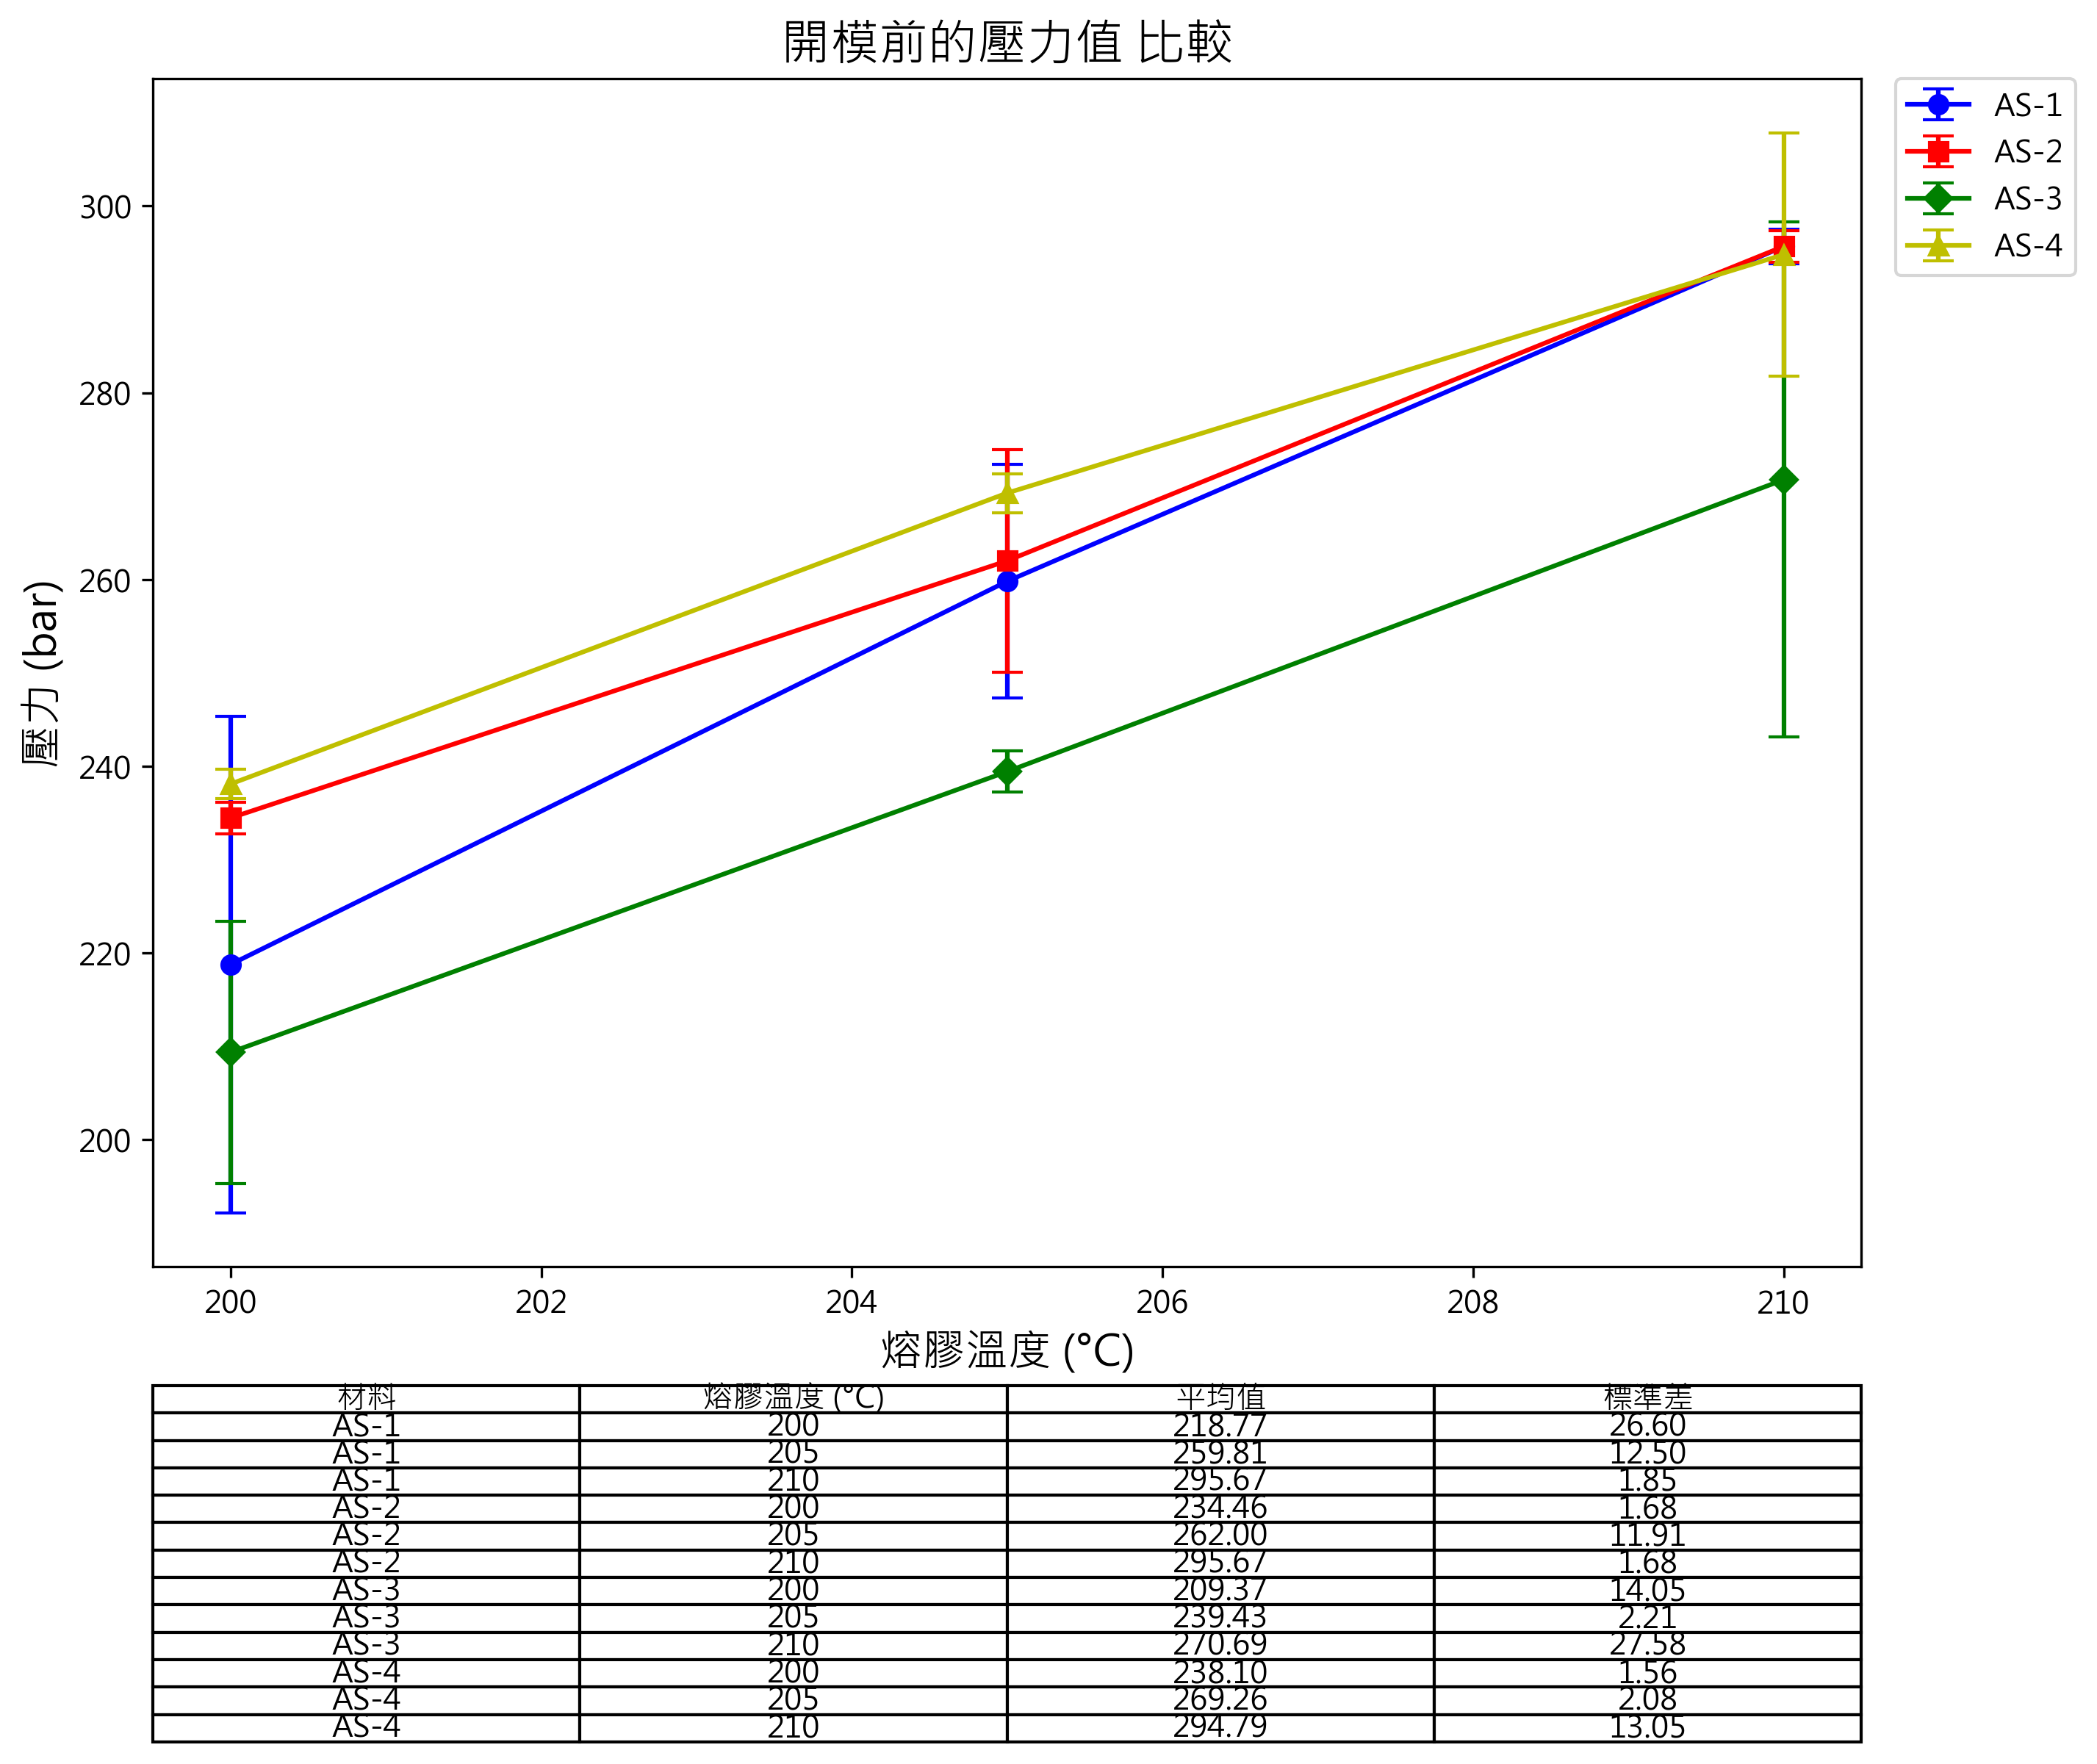 開模前的壓力值 比較
AS-1
AS-2
AS-3
AS-4
壓力 (bar)
300
280
260
240
220
200
200 202 204 206 208 210
熔膠溫度 (°C)
材料 熔膠溫度 (°C) 平均值 標準差
AS-1 200 218.77 26.60
AS-1 205 259.81 12.50
AS-1 210 295.67 1.85
AS-2 200 234.46 1.68
AS-2 205 262.00 11.91
AS-2 210 295.67 1.68
AS-3 200 209.37 14.05
AS-3 205 239.43 2.21
AS-3 210 270.69 27.58
AS-4 200 238.10 1.56
AS-4 205 269.26 2.08
AS-4 210 294.79 13.05